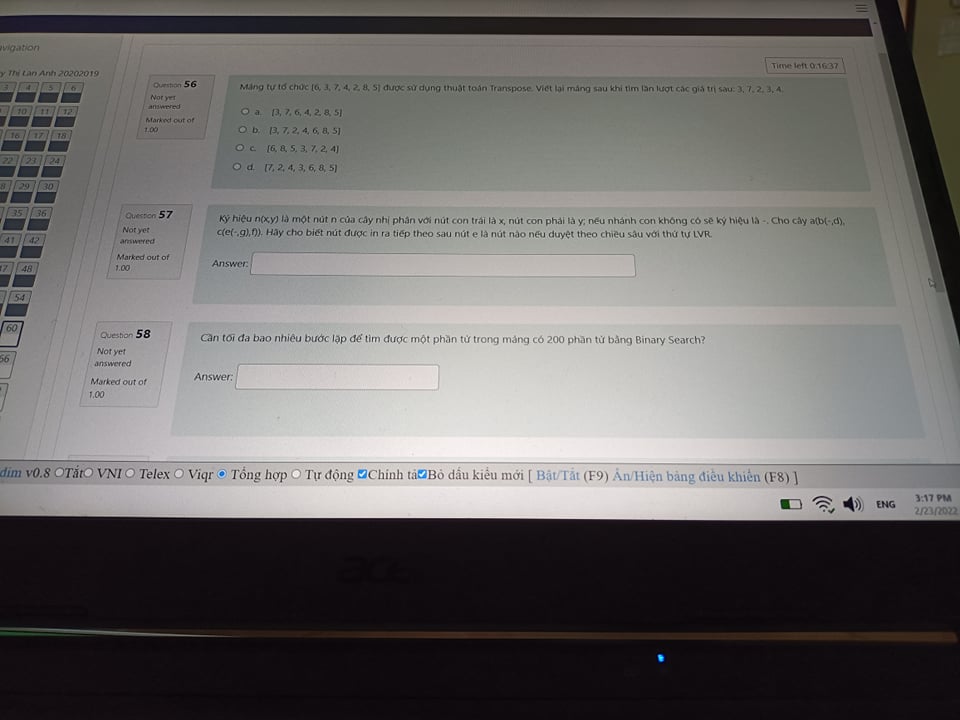 avigation
y Thị Lan Anh 20202019
3 4 5 6
10 11 12
16 17 18
22 23 24
8 29 30
35 36
41 42
17 48
54
60
66
Time left 0:16:37
Question 56
Not yet
answered
Marked out of
1.00
Mảng tự tổ chức [6, 3, 7, 4, 2, 8, 5] được sử dụng thuật toán Transpose. Viết lại mảng sau khi tìm lần lượt các giá trị sau: 3, 7, 2, 3, 4.
a. [3, 7, 6, 4, 2, 8, 5]
b. [3, 7, 2, 4, 6, 8, 5]
c. [6, 8, 5, 3, 7, 2, 4]
d. [7, 2, 4, 3, 6, 8, 5]
Question 57
Not yet
answered
Marked out of
1.00
Ký hiệu n(x,y) là một nút n của cây nhị phân với nút con trái là x, nút con phải là y; nếu nhánh con không có sẽ ký hiệu là -. Cho cây a(b(-,d),
c(e(-,g),f)). Hãy cho biết nút được in ra tiếp theo sau nút e là nút nào nếu duyệt theo chiều sâu với thứ tự LVR.
Answer:
Question 58
Not yet
answered
Marked out of
1.00
Cần tối đa bao nhiêu bước lặp để tìm được một phần tử trong mảng có 200 phần tử bằng Binary Search?
Answer:
dim v0.8 Tắt VNI Telex Viqr Tổng hợp Tự động Chính tả Bỏ dấu kiểu mới [ Bật/Tắt (F9) Ẩn/Hiện bảng điều khiển (F8) ]
ENG
3:17 PM
2/23/2022
acer